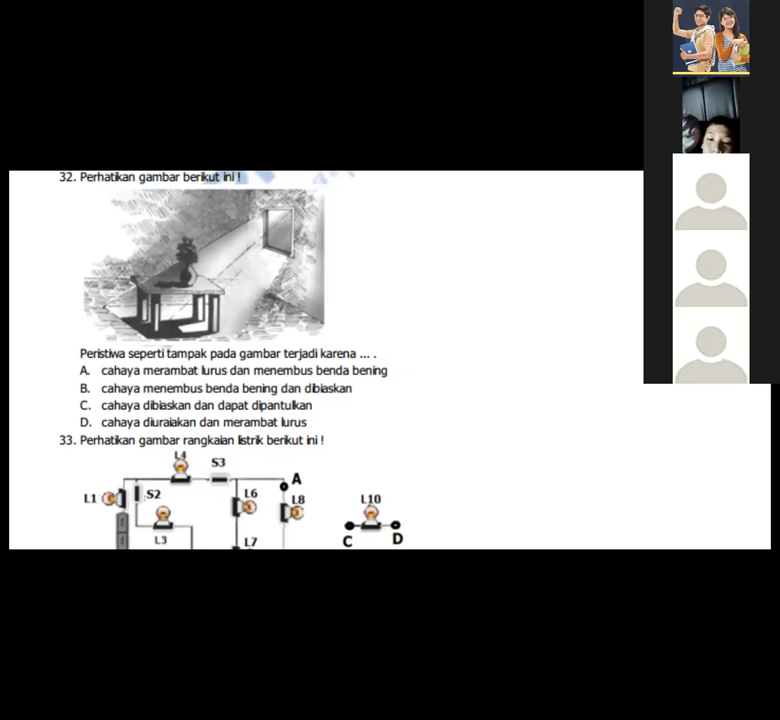 32. Perhatikan gambar berikut ini !
Peristiwa seperti tampak pada gambar terjadi karena ... .
A. cahaya merambat lurus dan menembus benda bening
B. cahaya menembus benda bening dan dibiaskan
C. cahaya dibiaskan dan dapat dipantulkan
D. cahaya diuraiakan dan merambat lurus
33. Perhatikan gambar rangkaian listrik berikut ini !
L4
S3
A
L1
S2
L6
L8
L10
L3
L7
C
D